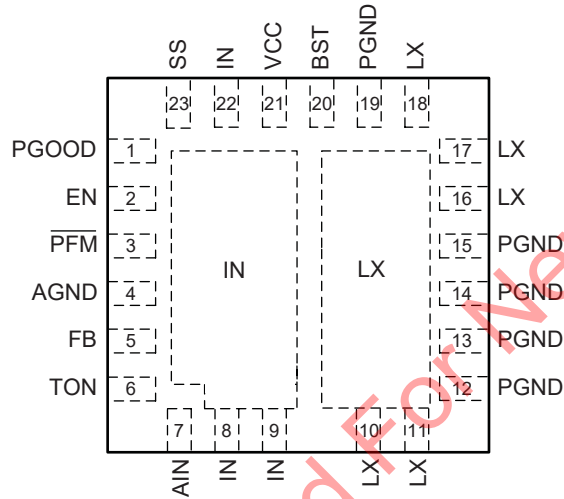 SS IN VCC BST PGND LX
23 22 21 20 19 18
PGOOD 1 17 LX
EN 2 16 LX
PFM 3 15 PGND
IN LX
AGND 4 14 PGND
FB 5 13 PGND
TON 6 12 PGND
7 8 9 10 11
AIN IN IN LX LX
d For Ne